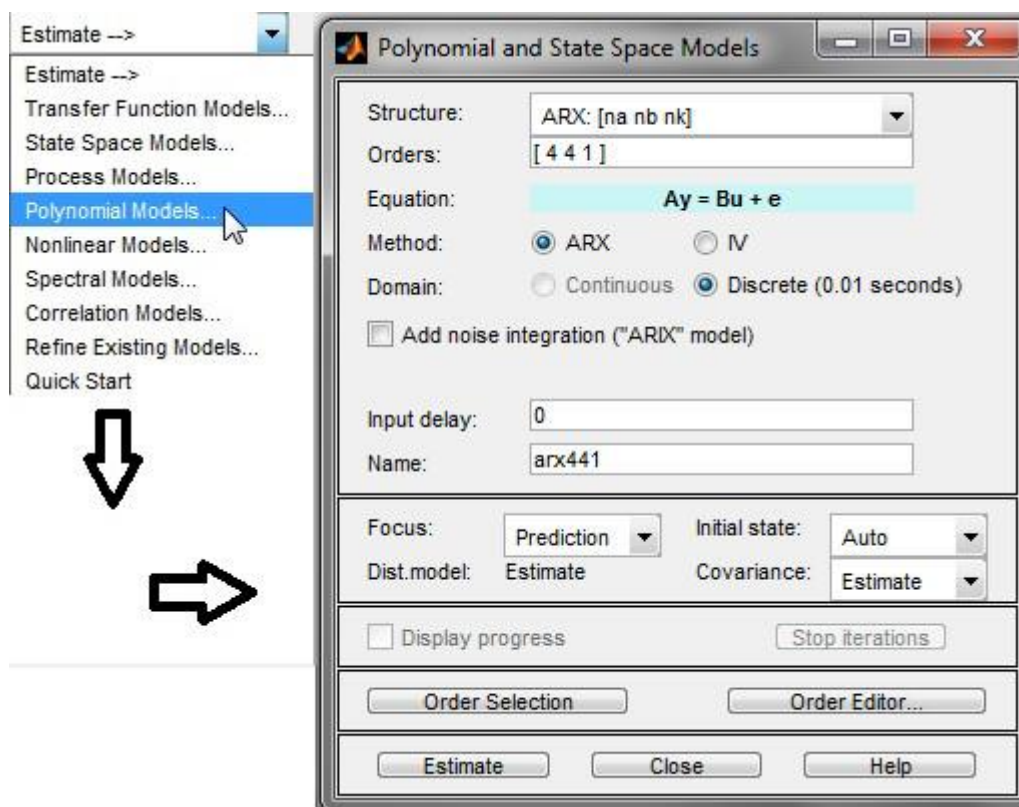 Estimate -->
Estimate -->
Transfer Function Models...
State Space Models...
Process Models...
Polynomial Models...
Nonlinear Models...
Spectral Models...
Correlation Models...
Refine Existing Models...
Quick Start
Polynomial and State Space Models
Structure: ARX: [na nb nk]
Orders: [ 4 4 1 ]
Equation: Ay = Bu + e
Method: ARX IV
Domain: Continuous Discrete (0.01 seconds)
Add noise integration ("ARIX" model)
Input delay: 0
Name: arx441
Focus: Prediction Initial state: Auto
Dist.model: Estimate Covariance: Estimate
Display progress Stop iterations
Order Selection Order Editor...
Estimate Close Help